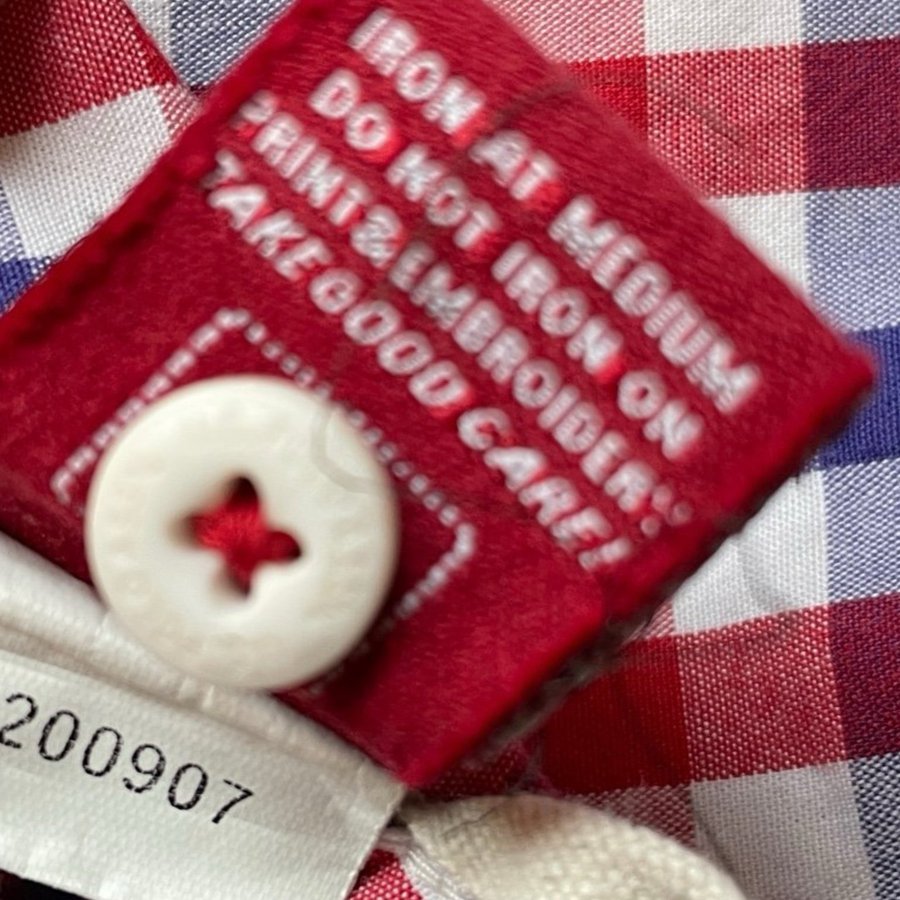 IRON AT MEDIUM
DO NOT IRON ON
PRINT&EMBROIDERY.
TAKE GOOD CARE!
200907